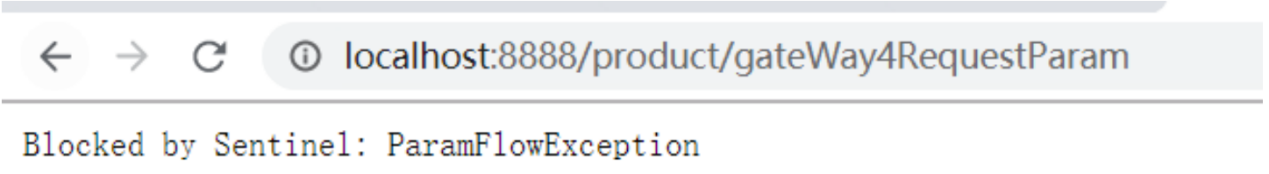 localhost:8888/product/gateWay4RequestParam
Blocked by Sentinel: ParamFlowException